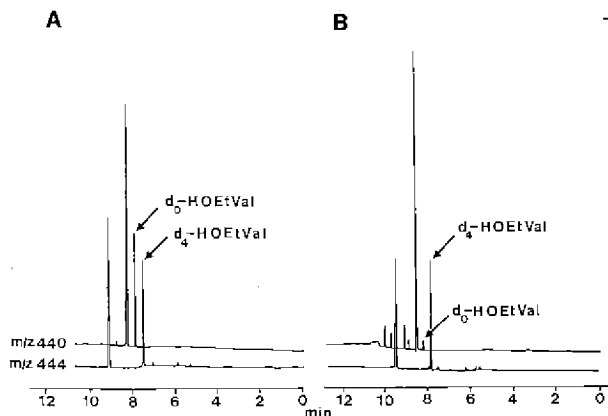 A
B
d0-HOEtVal
d4-HOEtVal
d4-HOEtVal
d0-HOEtVal
m/z 440
m/z 444
12 10 8 6 4 2 0
12 10 8 6 4 2 0
min